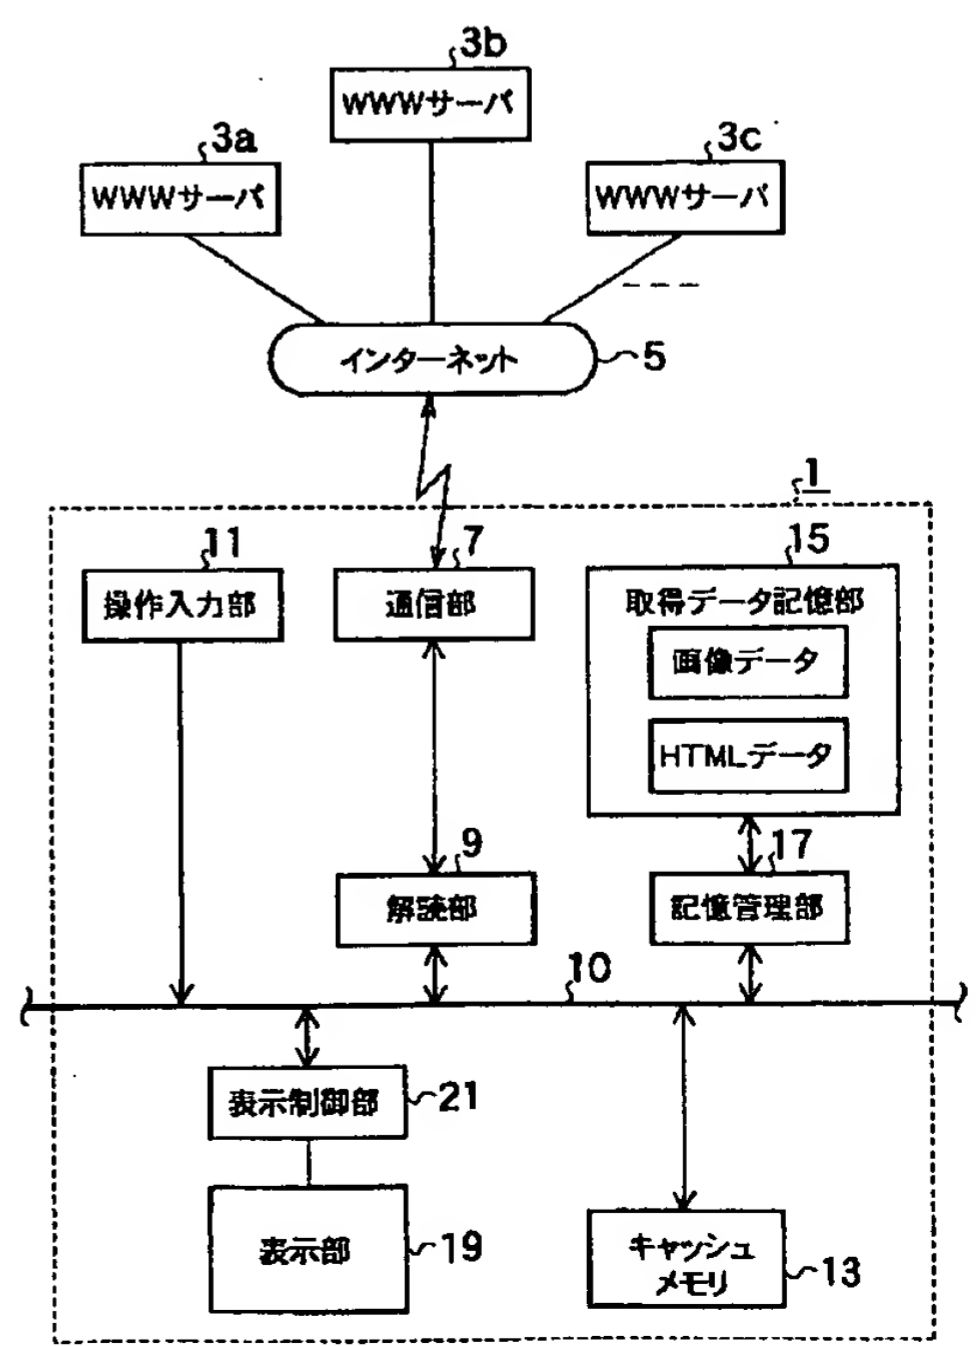 3b
WWWサーバ
3a
WWWサーバ
3c
WWWサーバ
インターネット
5
1
11
操作入力部
7
通信部
15
取得データ記憶部
画像データ
HTMLデータ
9
解読部
17
記憶管理部
10
表示制御部
21
表示部
19
キャッシュ
メモリ
13